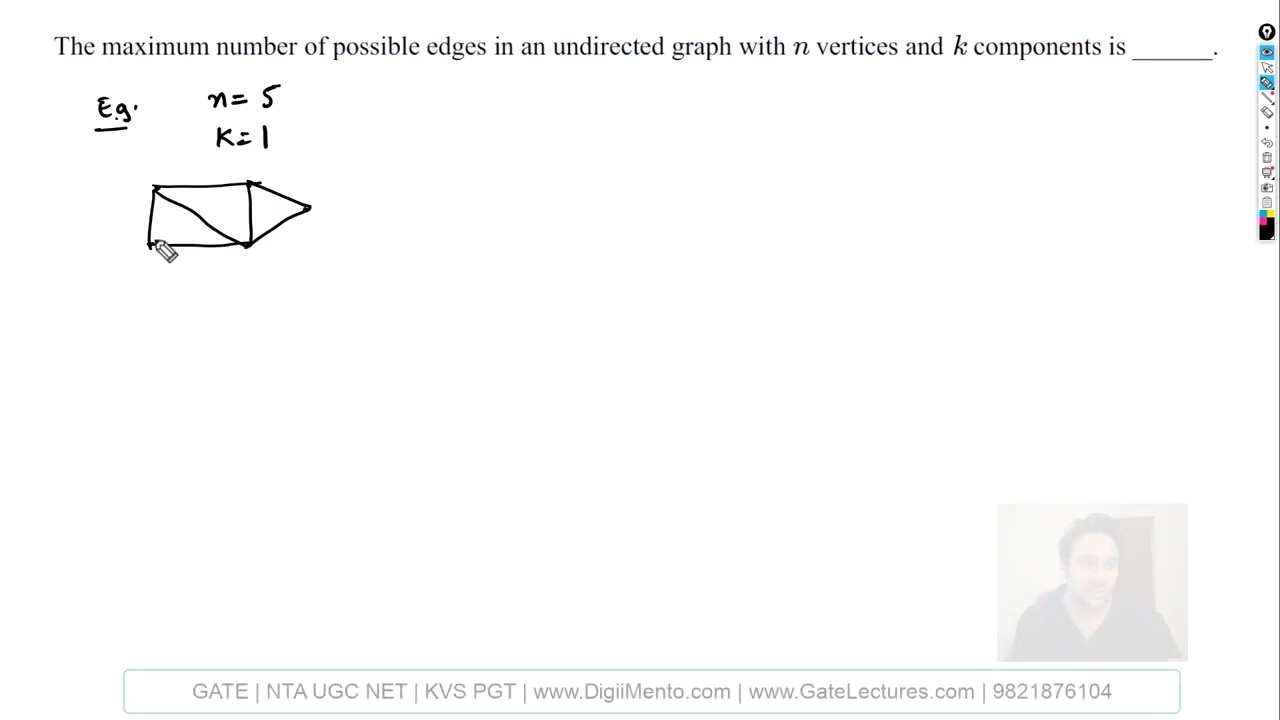 The maximum number of possible edges in an undirected graph with n vertices and k components is _______.
E.g. n = 5
K = 1
GATE | NTA UGC NET | KVS PGT | www.DigiiMento.com | www.GateLectures.com | 9821876104